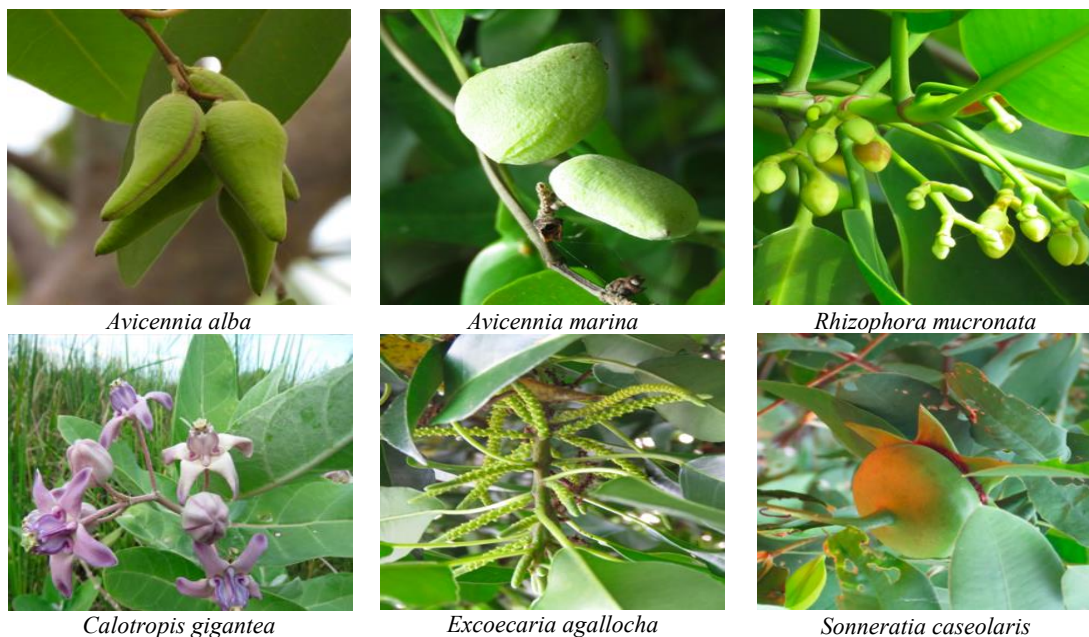 Avicennia alba
Avicennia marina
Rhizophora mucronata
Calotropis gigantea
Excoecaria agallocha
Sonneratia caseolaris